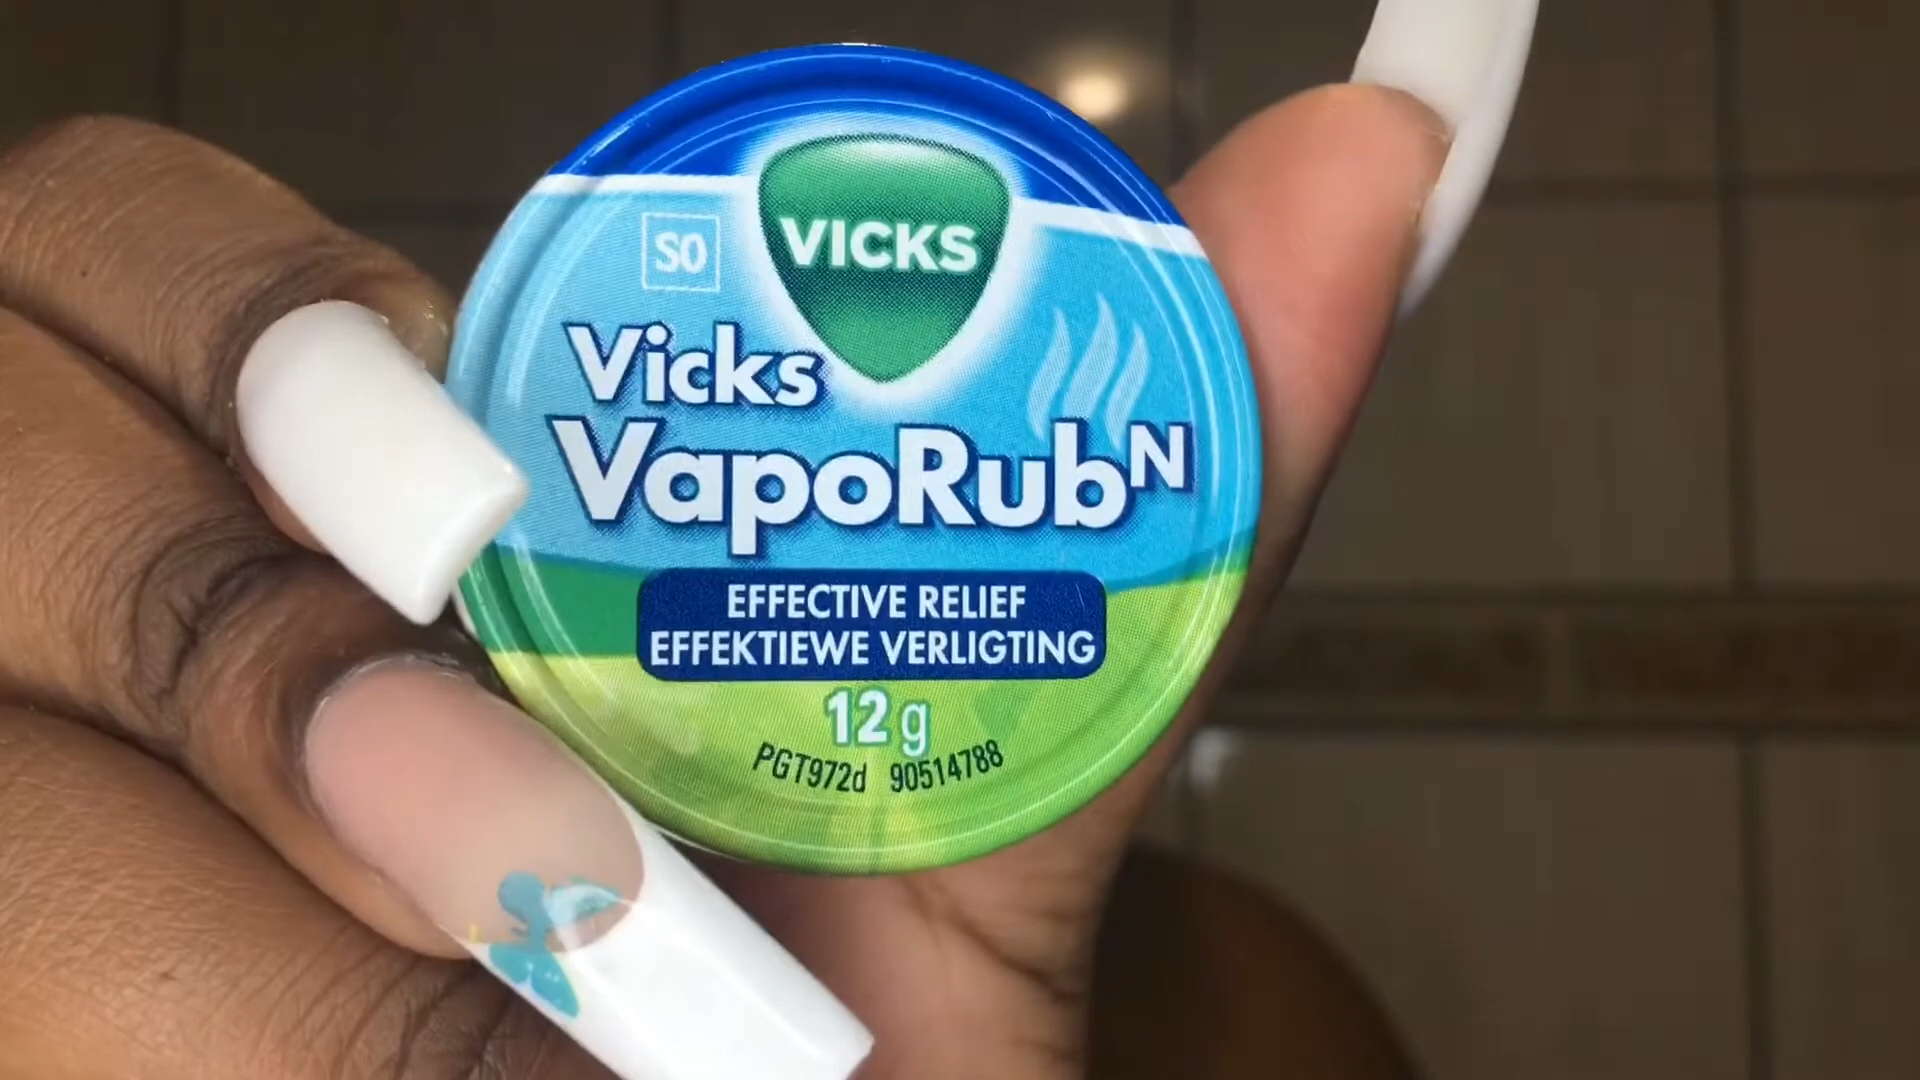 VICKS
S0
Vicks
VapoRubN
EFFECTIVE RELIEF
EFFEKTIEWE VERLIGTING
12 g
PGT972d 90514788